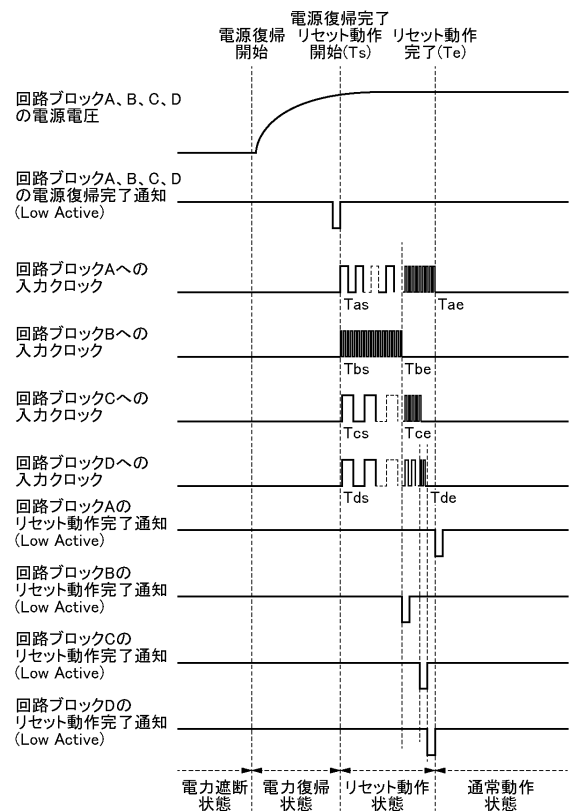 電源復帰
開始
電源復帰完了
リセット動作
開始(Ts)
リセット動作
完了(Te)
回路ブロックA、B、C、D
の電源電圧
回路ブロックA、B、C、D
の電源復帰完了通知
(Low Active)
回路ブロックAへの
入力クロック
Tas
Tae
回路ブロックBへの
入力クロック
Tbs
Tbe
回路ブロックCへの
入力クロック
Tcs
Tce
回路ブロックDへの
入力クロック
Tds
Tde
回路ブロックAの
リセット動作完了通知
(Low Active)
回路ブロックBの
リセット動作完了通知
(Low Active)
回路ブロックCの
リセット動作完了通知
(Low Active)
回路ブロックDの
リセット動作完了通知
(Low Active)
電力遮断
状態
電力復帰
状態
リセット動作
状態
通常動作
状態